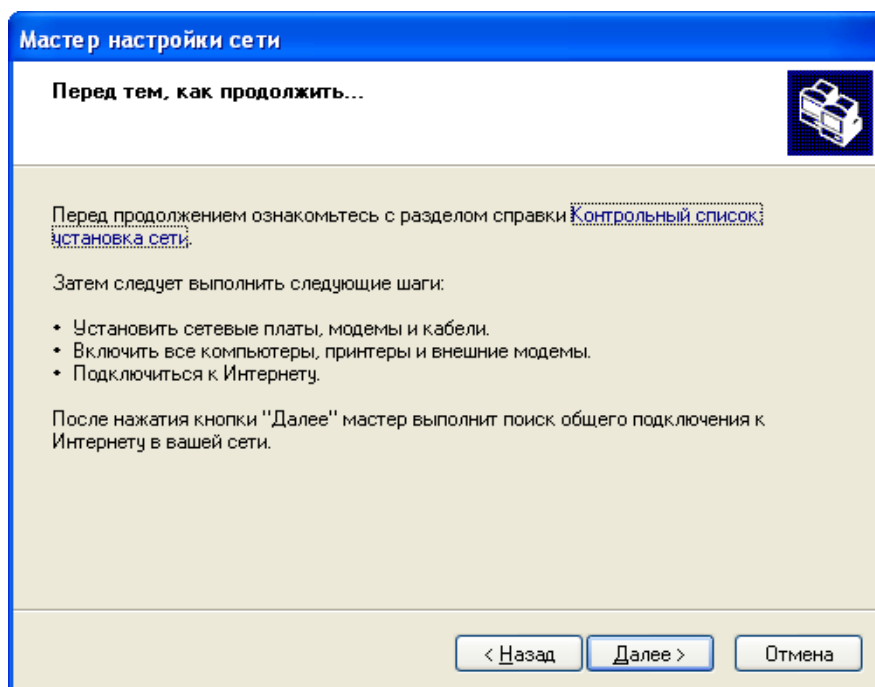 Мастер настройки сети
Перед тем, как продолжить...
Перед продолжением ознакомьтесь с разделом справки Контрольный список:
установка сети.
Затем следует выполнить следующие шаги:
• Установить сетевые платы, модемы и кабели.
• Включить все компьютеры, принтеры и внешние модемы.
• Подключиться к Интернету.
После нажатия кнопки "Далее" мастер выполнит поиск общего подключения к
Интернету в вашей сети.
< Назад Далее > Отмена